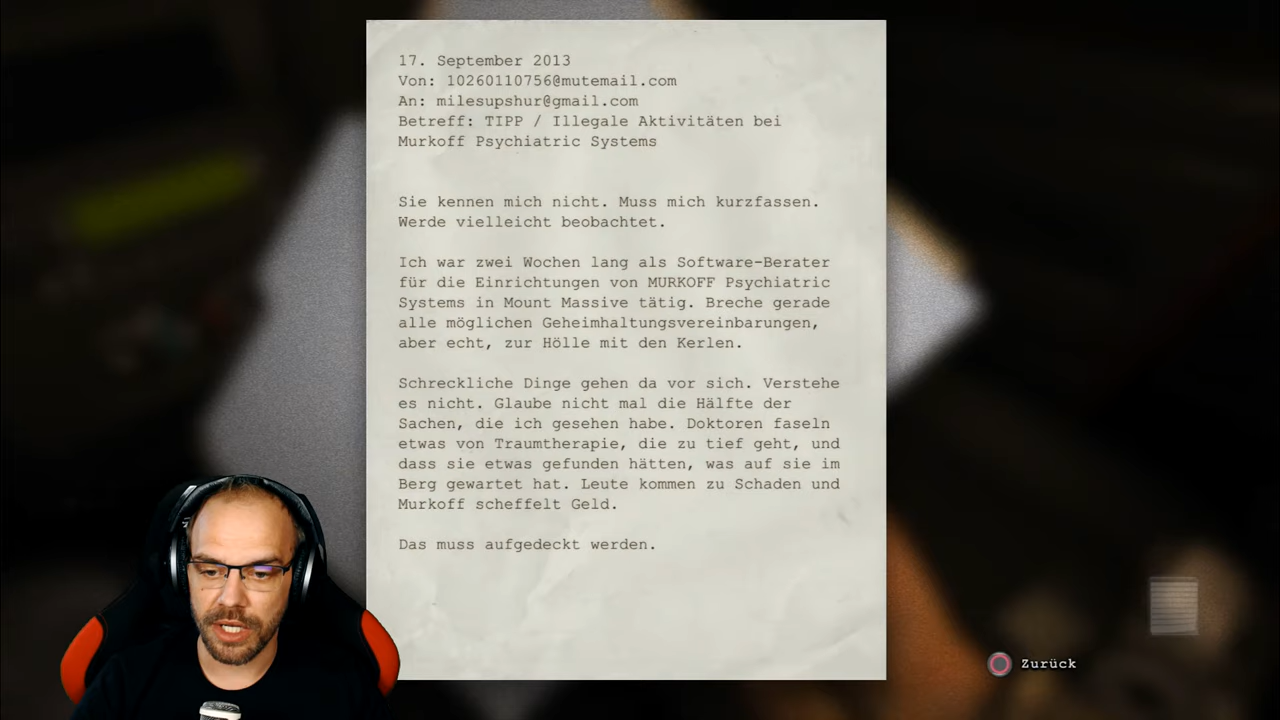 17. September 2013
Von: 10260110756@mutemail.com
An: milesupshur@gmail.com
Betreff: TIPP / Illegale Aktivitäten bei
Murkoff Psychiatric Systems
Sie kennen mich nicht. Muss mich kurzfassen.
Werde vielleicht beobachtet.
Ich war zwei Wochen lang als Software-Berater
für die Einrichtungen von MURKOFF Psychiatric
Systems in Mount Massive tätig. Breche gerade
alle möglichen Geheimhaltungsvereinbarungen,
aber echt, zur Hölle mit den Kerlen.
Schreckliche Dinge gehen da vor sich. Verstehe
es nicht. Glaube nicht mal die Hälfte der
Sachen, die ich gesehen habe. Doktoren faseln
etwas von Traumtherapie, die zu tief geht, und
dass sie etwas gefunden hätten, was auf sie im
Berg gewartet hat. Leute kommen zu Schaden und
Murkoff scheffelt Geld.
Das muss aufgedeckt werden.
Zurück